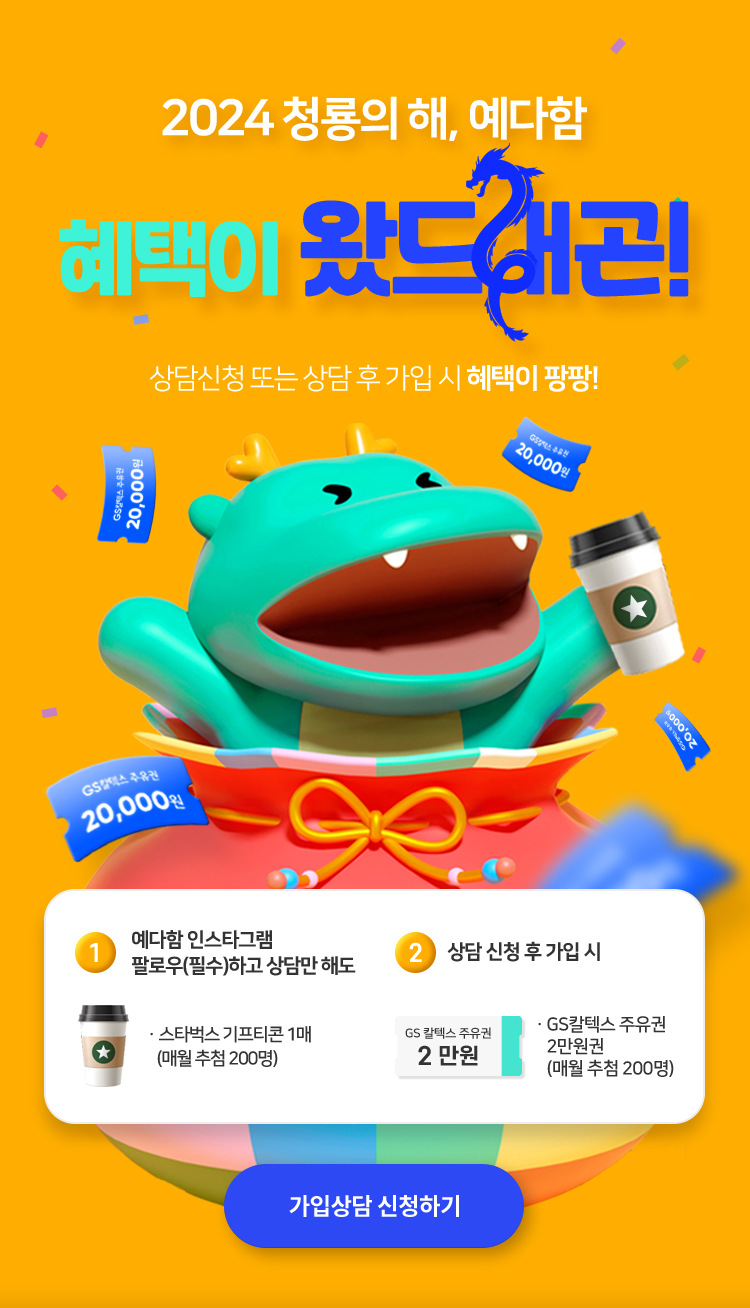 2024 청룡의 해, 예다함
혜택이 왔드래곤!
상담신청 또는 상담 후 가입 시 혜택이 팡팡!
GS칼텍스 주유권
20,000원
GS칼텍스 주유권
20,000원
20,000원
GS칼텍스 주유권
20,000원
1
예다함 인스타그램
팔로우(필수)하고 상담만 해도
· 스타벅스 기프티콘 1매
(매월 추첨 200명)
2
상담 신청 후 가입 시
GS 칼텍스 주유권
2 만원
· GS칼텍스 주유권
2만원권
(매월 추첨 200명)
가입상담 신청하기